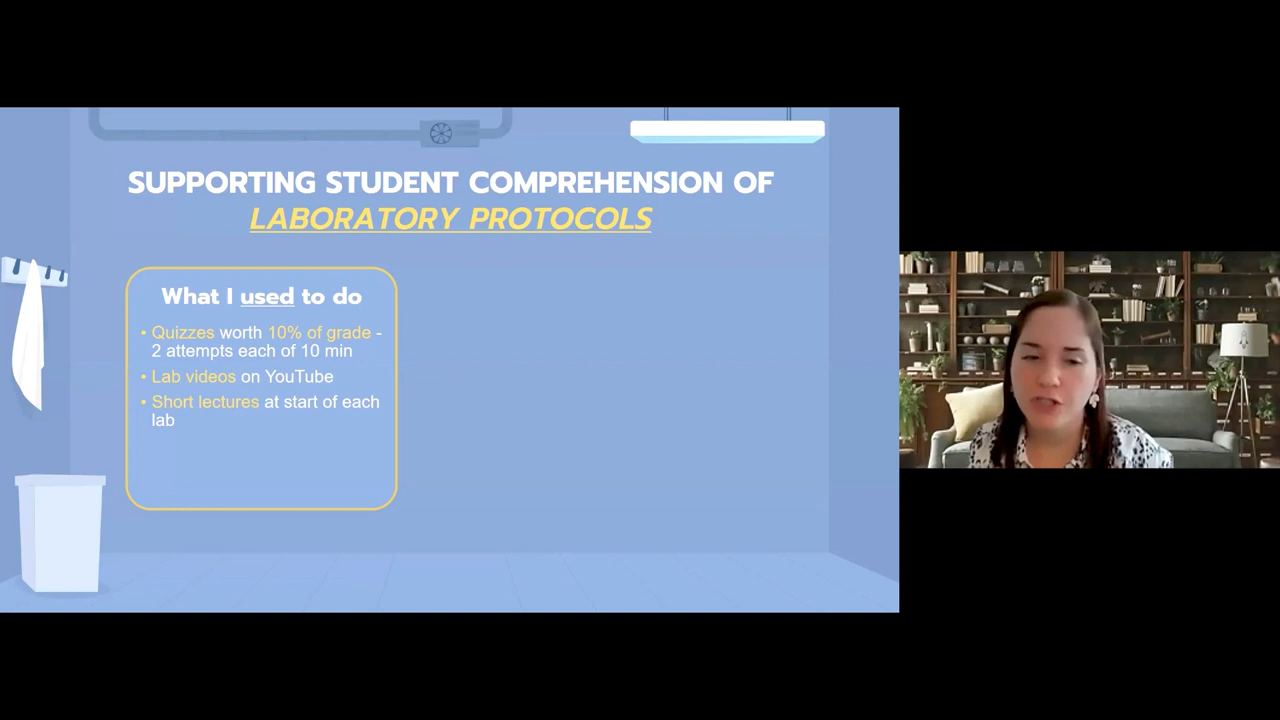 SUPPORTING STUDENT COMPREHENSION OF
LABORATORY PROTOCOLS
What I used to do
• Quizzes worth 10% of grade -
2 attempts each of 10 min
• Lab videos on YouTube
• Short lectures at start of each
lab